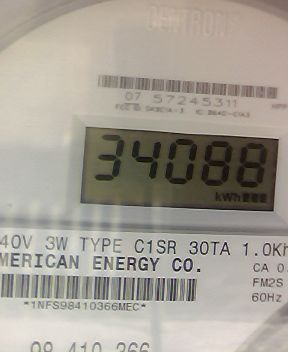 CENTRON
07 57245311
34088
kWh
40V 3W TYPE C1SR 30TA 1.0Kh
MERICAN ENERGY CO.
CA 0.
FM2S
60Hz
*1NFS98410366MEC*
98 410 366